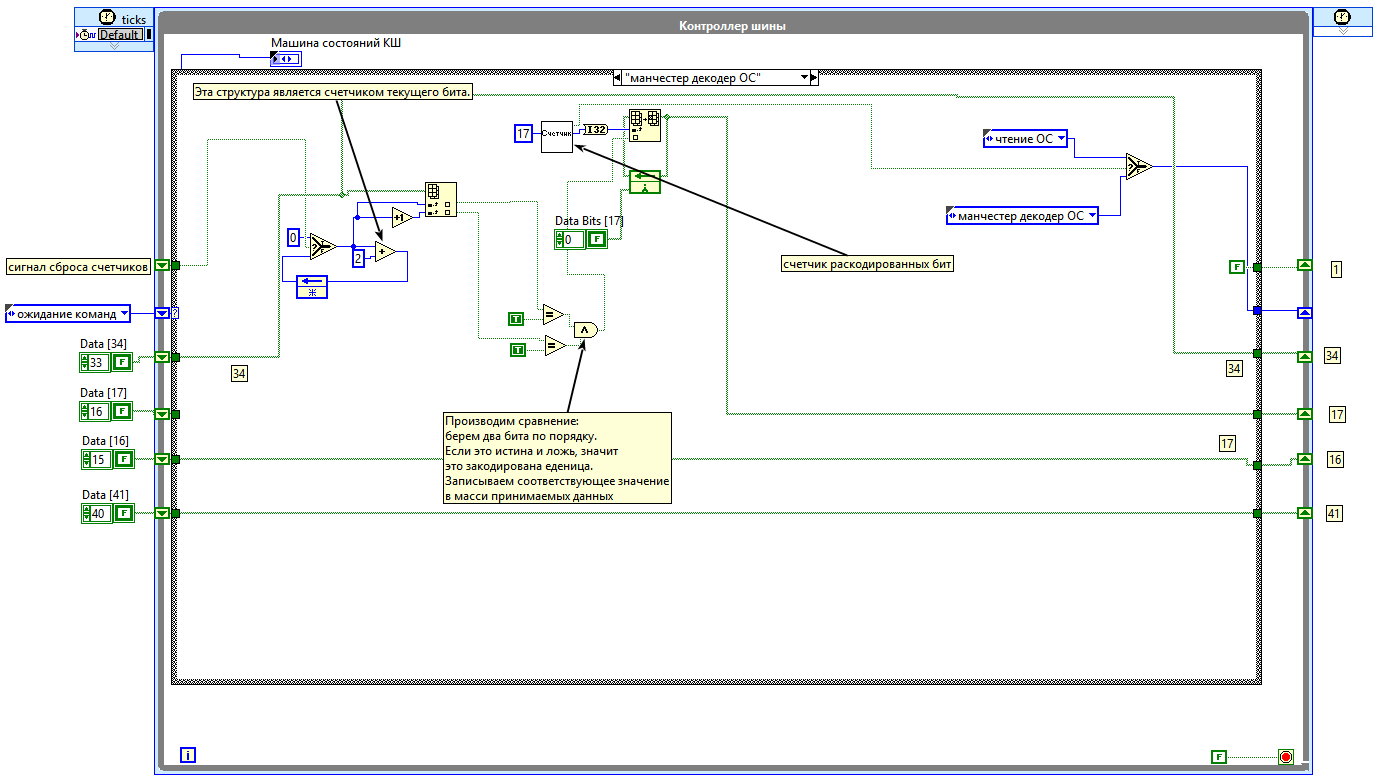 ticks
Default
Контроллер шины
Машина состояний КШ
"манчестер декодер ОС"
Эта структура является счетчиком текущего бита.
17
Счетчик
I32
чтение ОС
манчестер декодер ОС
Data Bits [17]
0
F
0
+1
+
2
счетчик раскодированных бит
сигнал сброса счетчиков
F
1
ожидание команд
?
T
=
T
=
Λ
Data [34]
33
F
34
34
34
Data [17]
16
F
17
Производим сравнение:
берем два бита по порядку.
Если это истина и ложь, значит
это закодирована еденица.
Записываем соответствующее значение
в масси принимаемых данных
Data [16]
15
F
17
16
Data [41]
40
F
41
i
F